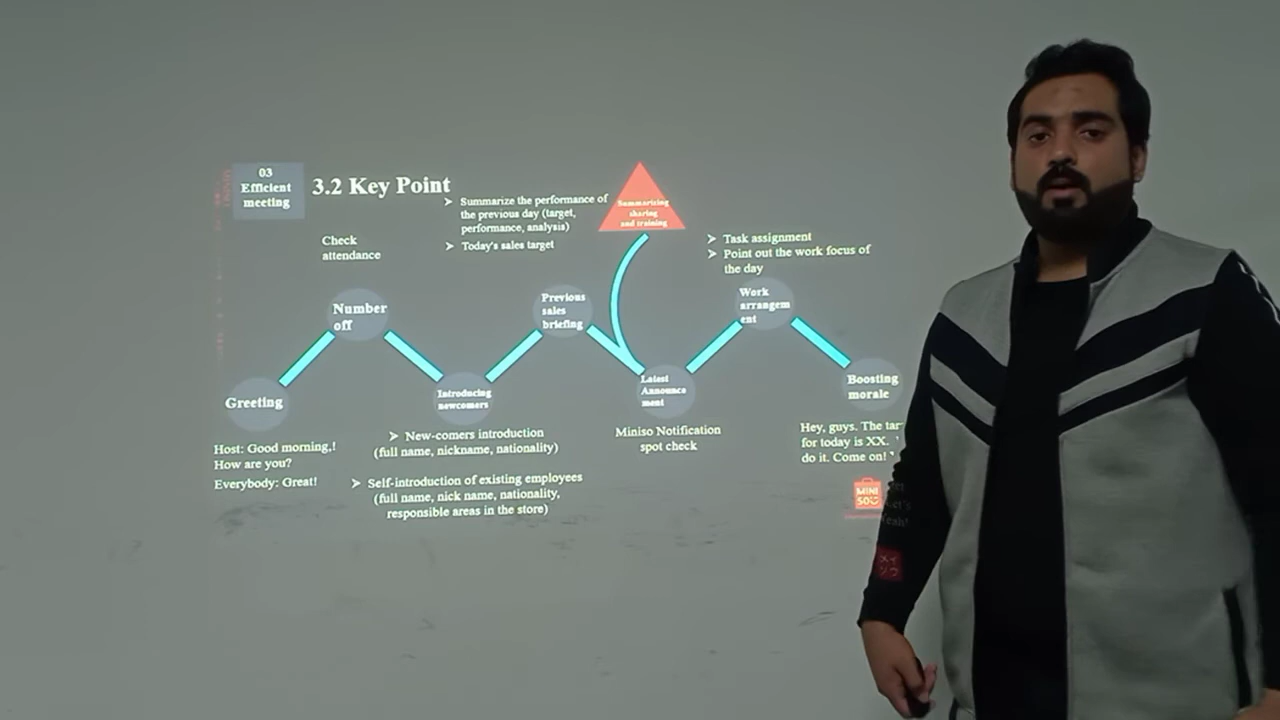 03
Efficient
meeting
3.2 Key Point
Check
attendance
➢ Summarize the performance of
the previous day (target,
performance, analysis)
➢ Today's sales target
Summarizing
sharing
and training
➢ Task assignment
➢ Point out the work focus of
the day
Number
off
Previous
sales
briefing
Work
arrangem
ent
Greeting
Introducing
newcomers
Latest
Announce
ment
Boosting
morale
Host: Good morning,!
How are you?
Everybody: Great!
➢ New-comers introduction
(full name, nickname, nationality)
➢ Self-introduction of existing employees
(full name, nick name, nationality,
responsible areas in the store)
Miniso Notification
spot check
Hey, guys. The tar
for today is XX.
do it. Come on!
get
Let's
Yeah!
MINI
SO